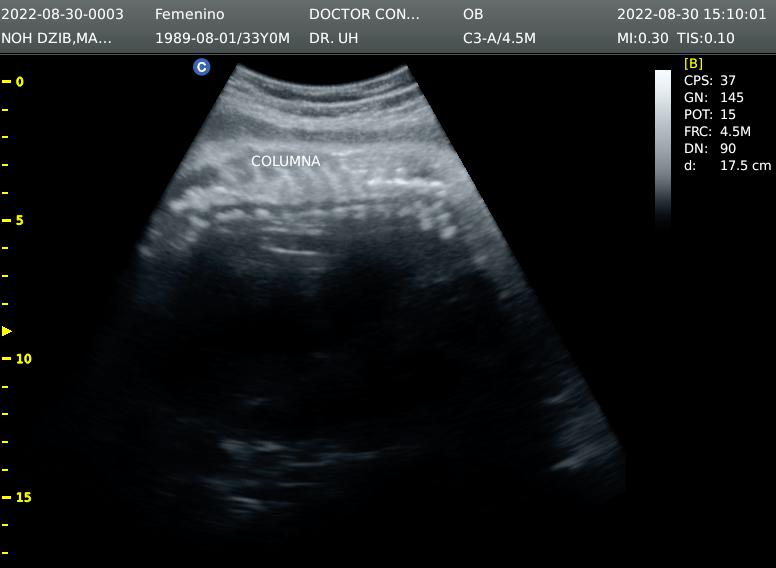 2022-08-30-0003 Femenino DOCTOR CON... OB 2022-08-30 15:10:01
NOH DZIB,MA... 1989-08-01/33Y0M DR. UH C3-A/4.5M MI:0.30 TIS:0.10
C
[B]
CPS: 37
GN: 145
POT: 15
FRC: 4.5M
DN: 90
d: 17.5 cm
0
COLUMNA
5
10
15